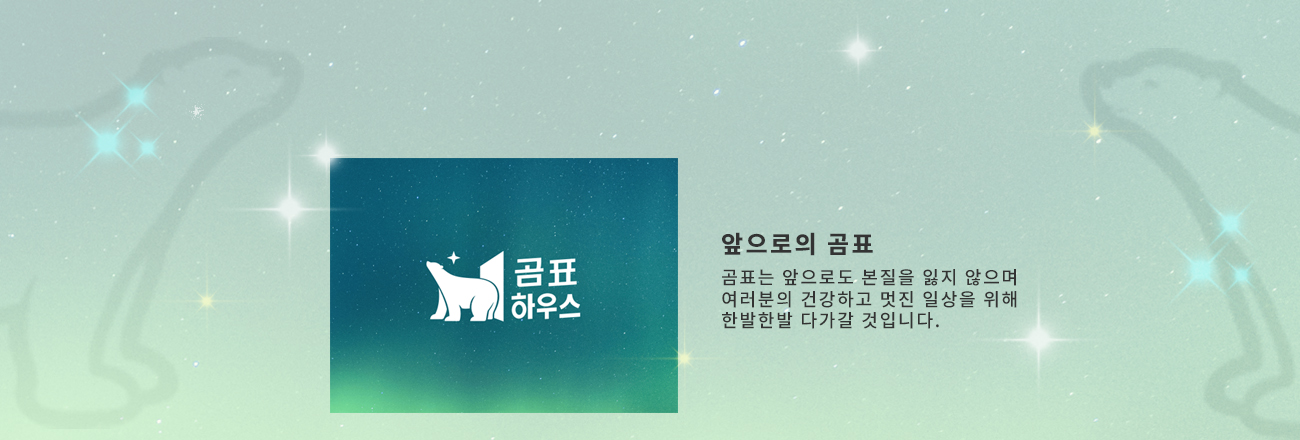 곰표
하우스
앞으로의 곰표
곰표는 앞으로도 본질을 잃지 않으며
여러분의 건강하고 멋진 일상을 위해
한발한발 다가갈 것입니다.